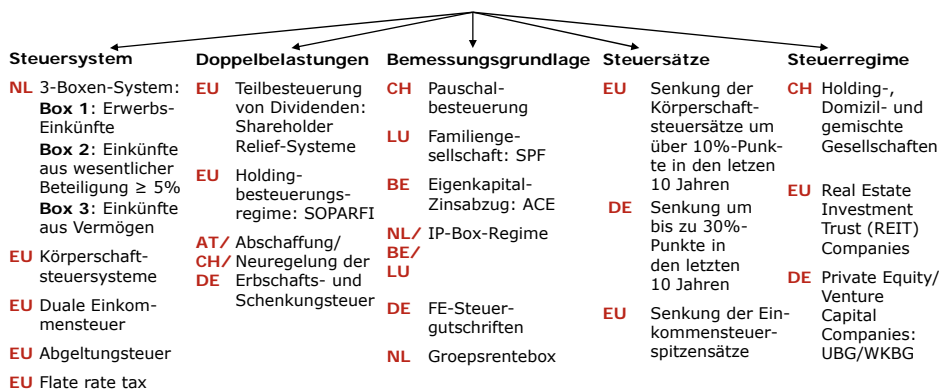 Steuersystem
NL 3-Boxen-System:
Box 1: Erwerbs-
Einkünfte
Box 2: Einkünfte
aus wesentlicher
Beteiligung ≥ 5%
Box 3: Einkünfte
aus Vermögen
EU Körperschaft-
steuersysteme
EU Duale Einkom-
mensteuer
EU Abgeltungsteuer
EU Flate rate tax
Doppelbelastungen
EU Teilbesteuerung
von Dividenden:
Shareholder
Relief-Systeme
EU Holding-
besteuerungs-
regime: SOPARFI
AT/ Abschaffung/
CH/ Neuregelung der
DE Erbschafts- und
Schenkungsteuer
Bemessungsgrundlage
CH Pauschal-
besteuerung
LU Familienge-
sellschaft: SPF
BE Eigenkapital-
Zinsabzug: ACE
NL/ IP-Box-Regime
BE/
LU
DE FE-Steuer-
gutschriften
NL Groepsrentebox
Steuersätze
EU Senkung der
Körperschaft-
steuersätze um
über 10%-Punk-
te in den letzen
10 Jahren
DE Senkung um
bis zu 30%-
Punkte in
den letzten
10 Jahren
EU Senkung der Ein-
kommensteuer-
spitzensätze
Steuerregime
CH Holding-,
Domizil- und
gemischte
Gesellschaften
EU Real Estate
Investment
Trust (REIT)
Companies
DE Private Equity/
Venture
Capital
Companies:
UBG/WKBG